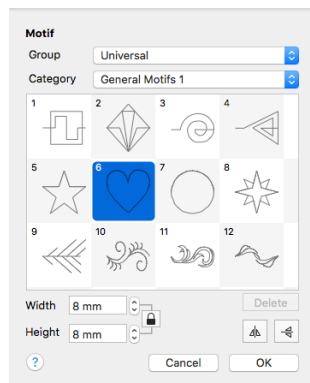 Motif
Group Universal
Category General Motifs 1
1 2 3 4
5 6 7 8
9 10 11 12
Width 8 mm Delete
Height 8 mm
? Cancel OK